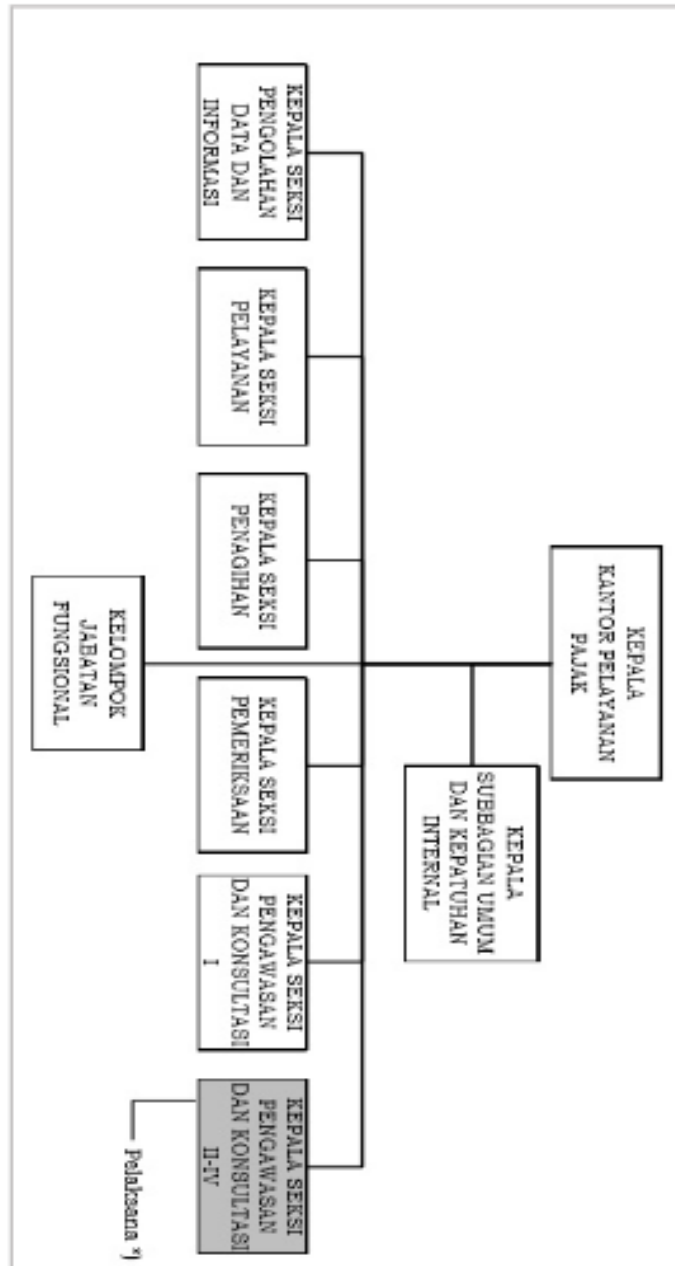 KEPALA
KANTOR PELAYANAN
PAJAK
KEPALA
SUBBAGIAN UMUM
DAN KEPATUHAN
INTERNAL
KEPALA SEKSI
PENGOLAHAN
DATA DAN
INFORMASI
KEPALA SEKSI
PELAYANAN
KEPALA SEKSI
PENAGIHAN
KEPALA SEKSI
PEMERIKSAAN
KEPALA SEKSI
PENGAWASAN
DAN KONSULTASI
I
KEPALA SEKSI
PENGAWASAN
DAN KONSULTASI
II-IV
KELOMPOK
JABATAN
FUNGSIONAL
Pelaksana *)